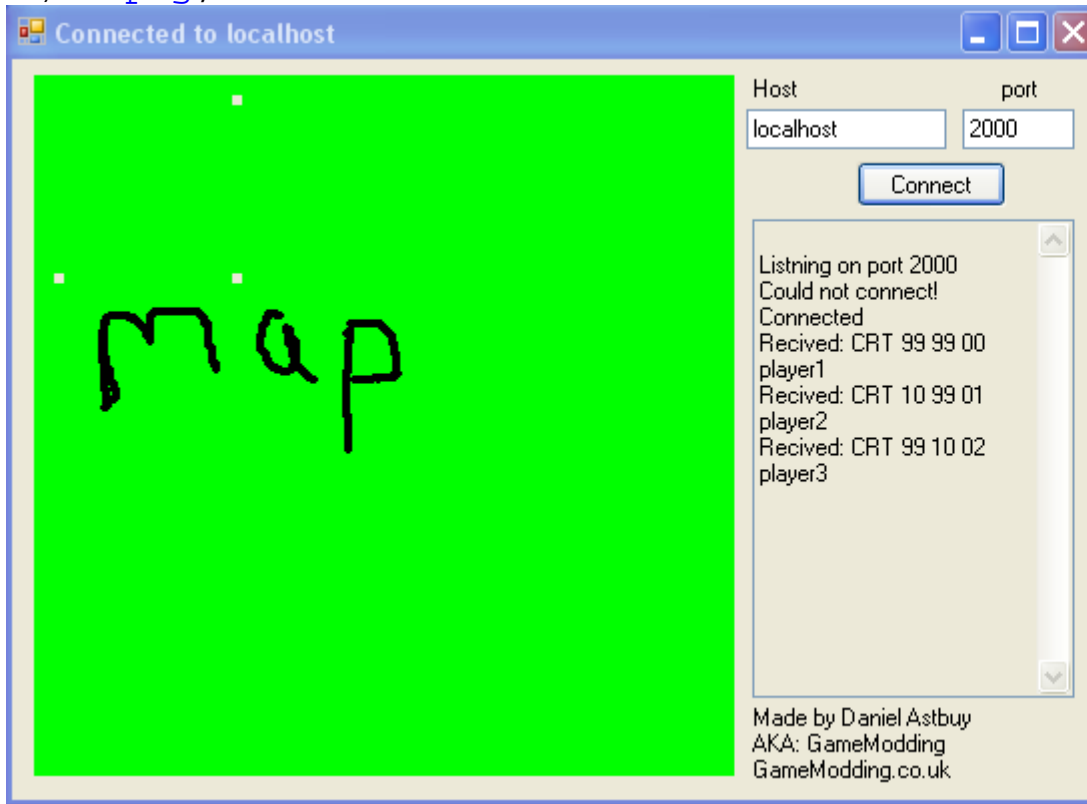 Connected to localhost
Host port
localhost 2000
Connect
map
Listning on port 2000
Could not connect!
Connected
Recived: CRT 99 99 00
player1
Recived: CRT 10 99 01
player2
Recived: CRT 99 10 02
player3
Made by Daniel Astbuy
AKA: GameModding
GameModding.co.uk